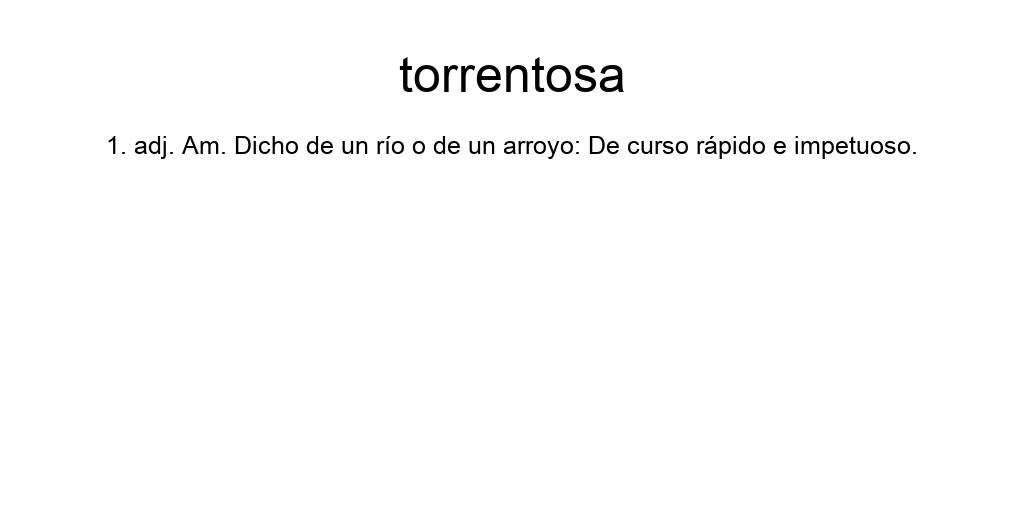 torrentosa
1. adj. Am. Dicho de un río o de un arroyo: De curso rápido e impetuoso.